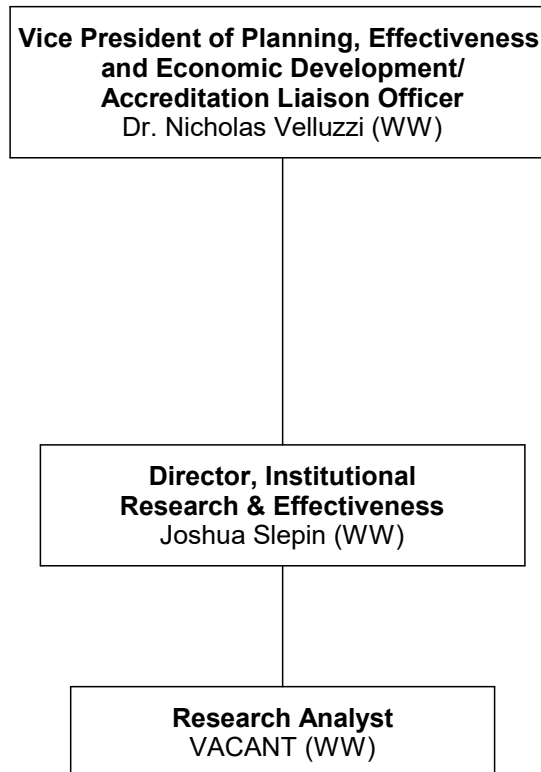 Vice President of Planning, Effectiveness
and Economic Development/
Accreditation Liaison Officer
Dr. Nicholas Velluzzi (WW)
Director, Institutional
Research & Effectiveness
Joshua Slepin (WW)
Research Analyst
VACANT (WW)